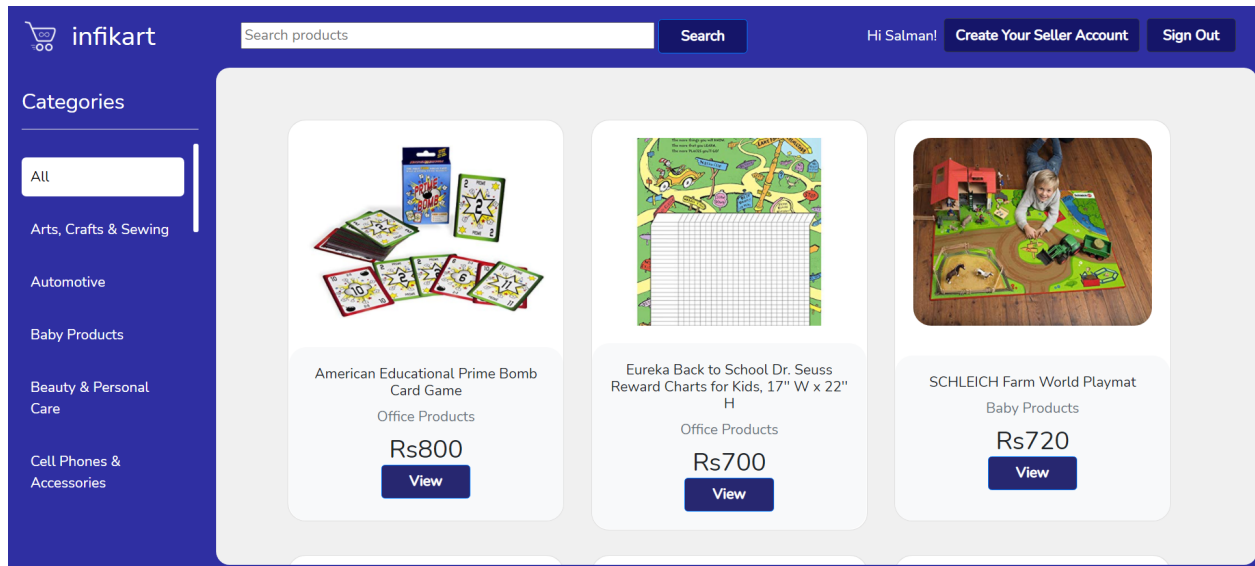 infikart
Search products
Search
Hi Salman!
Create Your Seller Account
Sign Out
Categories
All
Arts, Crafts & Sewing
Automotive
Baby Products
Beauty & Personal
Care
Cell Phones &
Accessories
PRIME
BOMB
American Educational Prime Bomb
Card Game
Office Products
Rs800
View
Eureka Back to School Dr. Seuss
Reward Charts for Kids, 17" W x 22"
H
Office Products
Rs700
View
SCHLEICH Farm World Playmat
Baby Products
Rs720
View